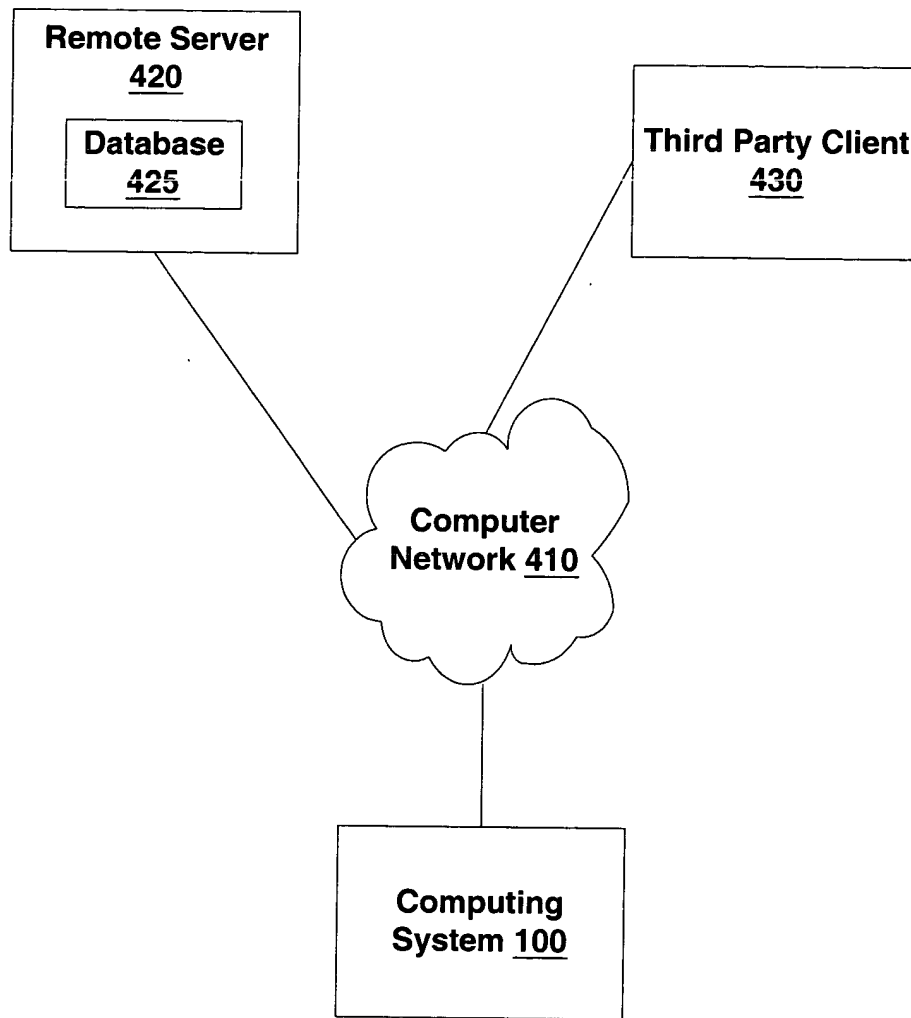 Remote Server
420
Database
425
Third Party Client
430
Computer
Network 410
Computing
System 100